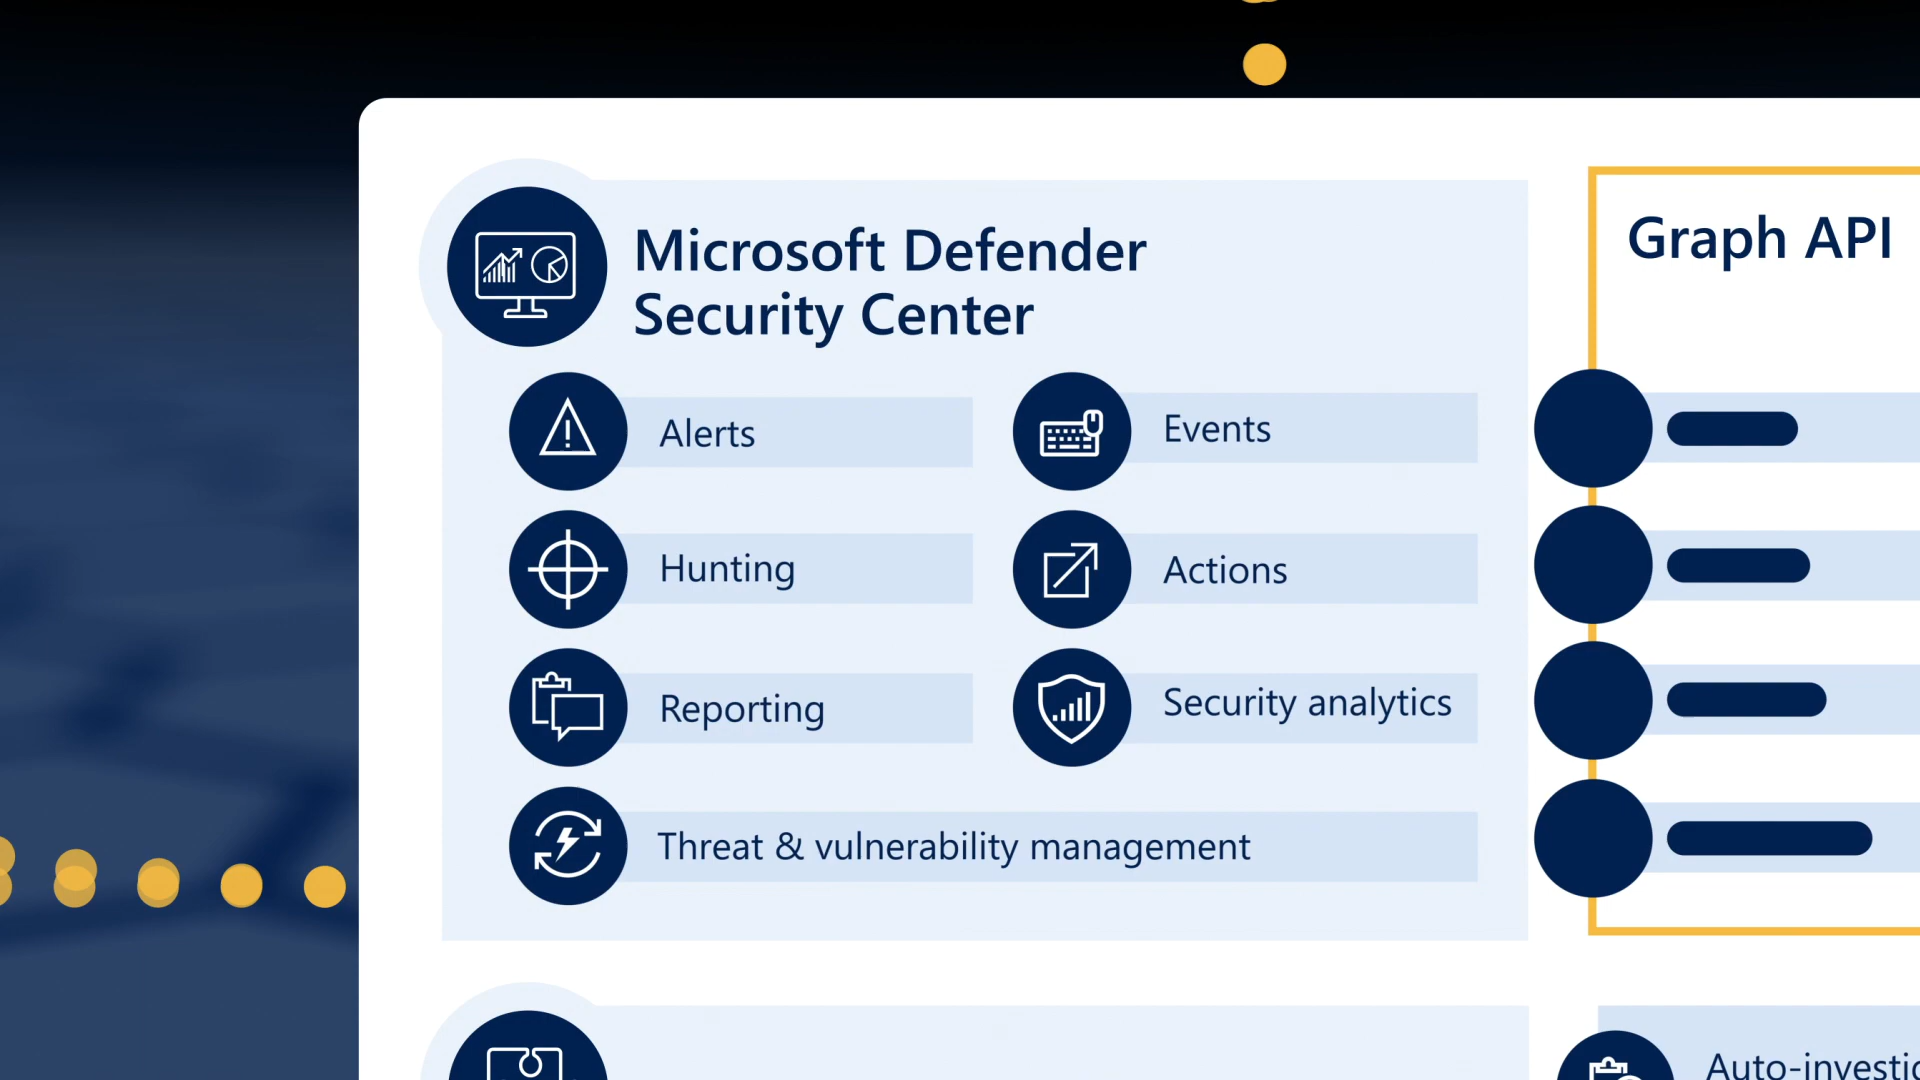 Microsoft Defender
Security Center
Alerts
Events
Hunting
Actions
Reporting
Security analytics
Threat & vulnerability management
Graph API